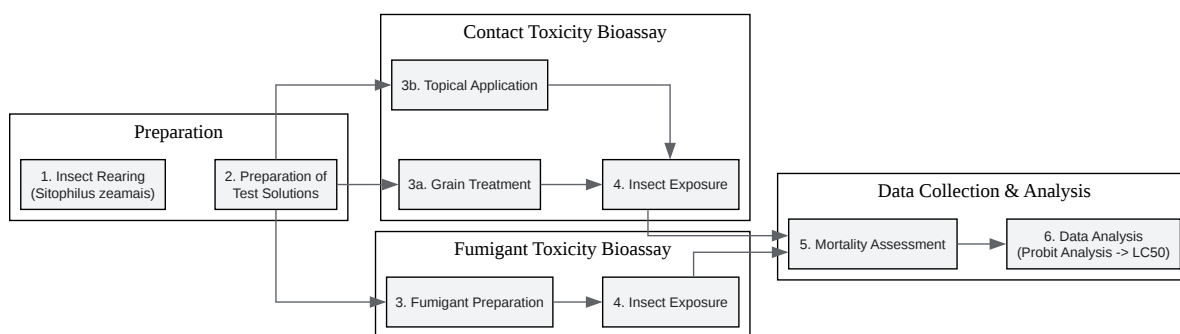 Contact Toxicity Bioassay
3b. Topical Application
Preparation
1. Insect Rearing
(Sitophilus zeamais)
2. Preparation of
Test Solutions
3a. Grain Treatment
4. Insect Exposure
Fumigant Toxicity Bioassay
3. Fumigant Preparation
4. Insect Exposure
Data Collection & Analysis
5. Mortality Assessment
6. Data Analysis
(Probit Analysis -> LC50)